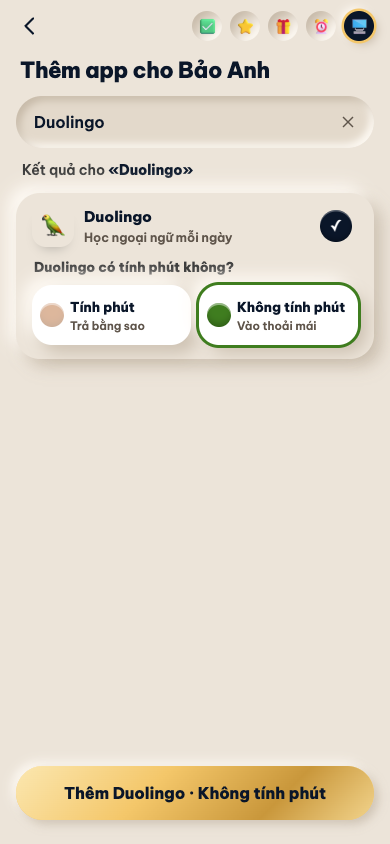 Thêm app cho Bảo Anh
Duolingo
Kết quả cho «Duolingo»
Duolingo
Học ngoại ngữ mỗi ngày
Duolingo có tính phút không?
Tính phút
Trả bằng sao
Không tính phút
Vào thoải mái
Thêm Duolingo · Không tính phút